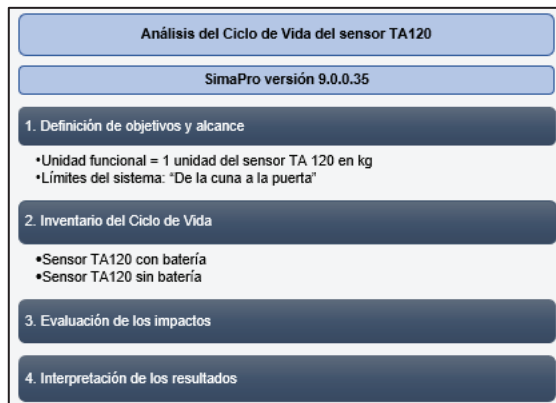 Análisis del Ciclo de Vida del sensor TA120
SimaPro versión 9.0.0.35
1. Definición de objetivos y alcance
•Unidad funcional = 1 unidad del sensor TA 120 en kg
•Límites del sistema: “De la cuna a la puerta”
2. Inventario del Ciclo de Vida
•Sensor TA120 con batería
•Sensor TA120 sin batería
3. Evaluación de los impactos
4. Interpretación de los resultados